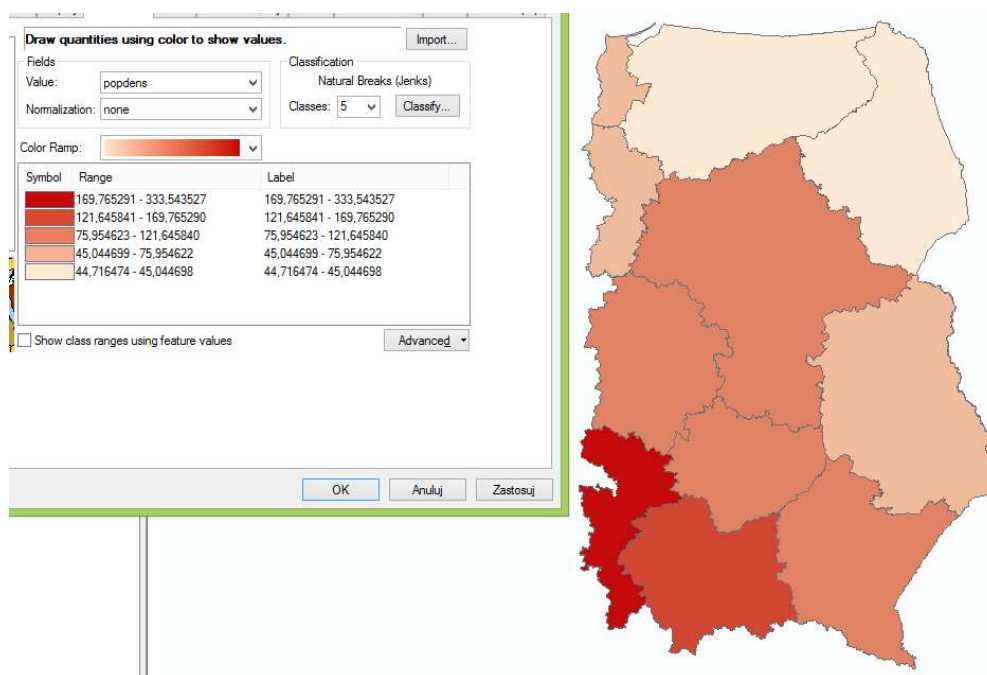 Draw quantities using color to show values.
Import...
Fields
Value: popdens
Normalization: none
Classification
Natural Breaks (Jenks)
Classes: 5 Classify...
Color Ramp:
Symbol Range Label
169,765291 - 333,543527 169,765291 - 333,543527
121,645841 - 169,765290 121,645841 - 169,765290
75,954623 - 121,645840 75,954623 - 121,645840
45,044699 - 75,954622 45,044699 - 75,954622
44,716474 - 45,044698 44,716474 - 45,044698
Show class ranges using feature values
Advanced
OK Anuluj Zastosuj